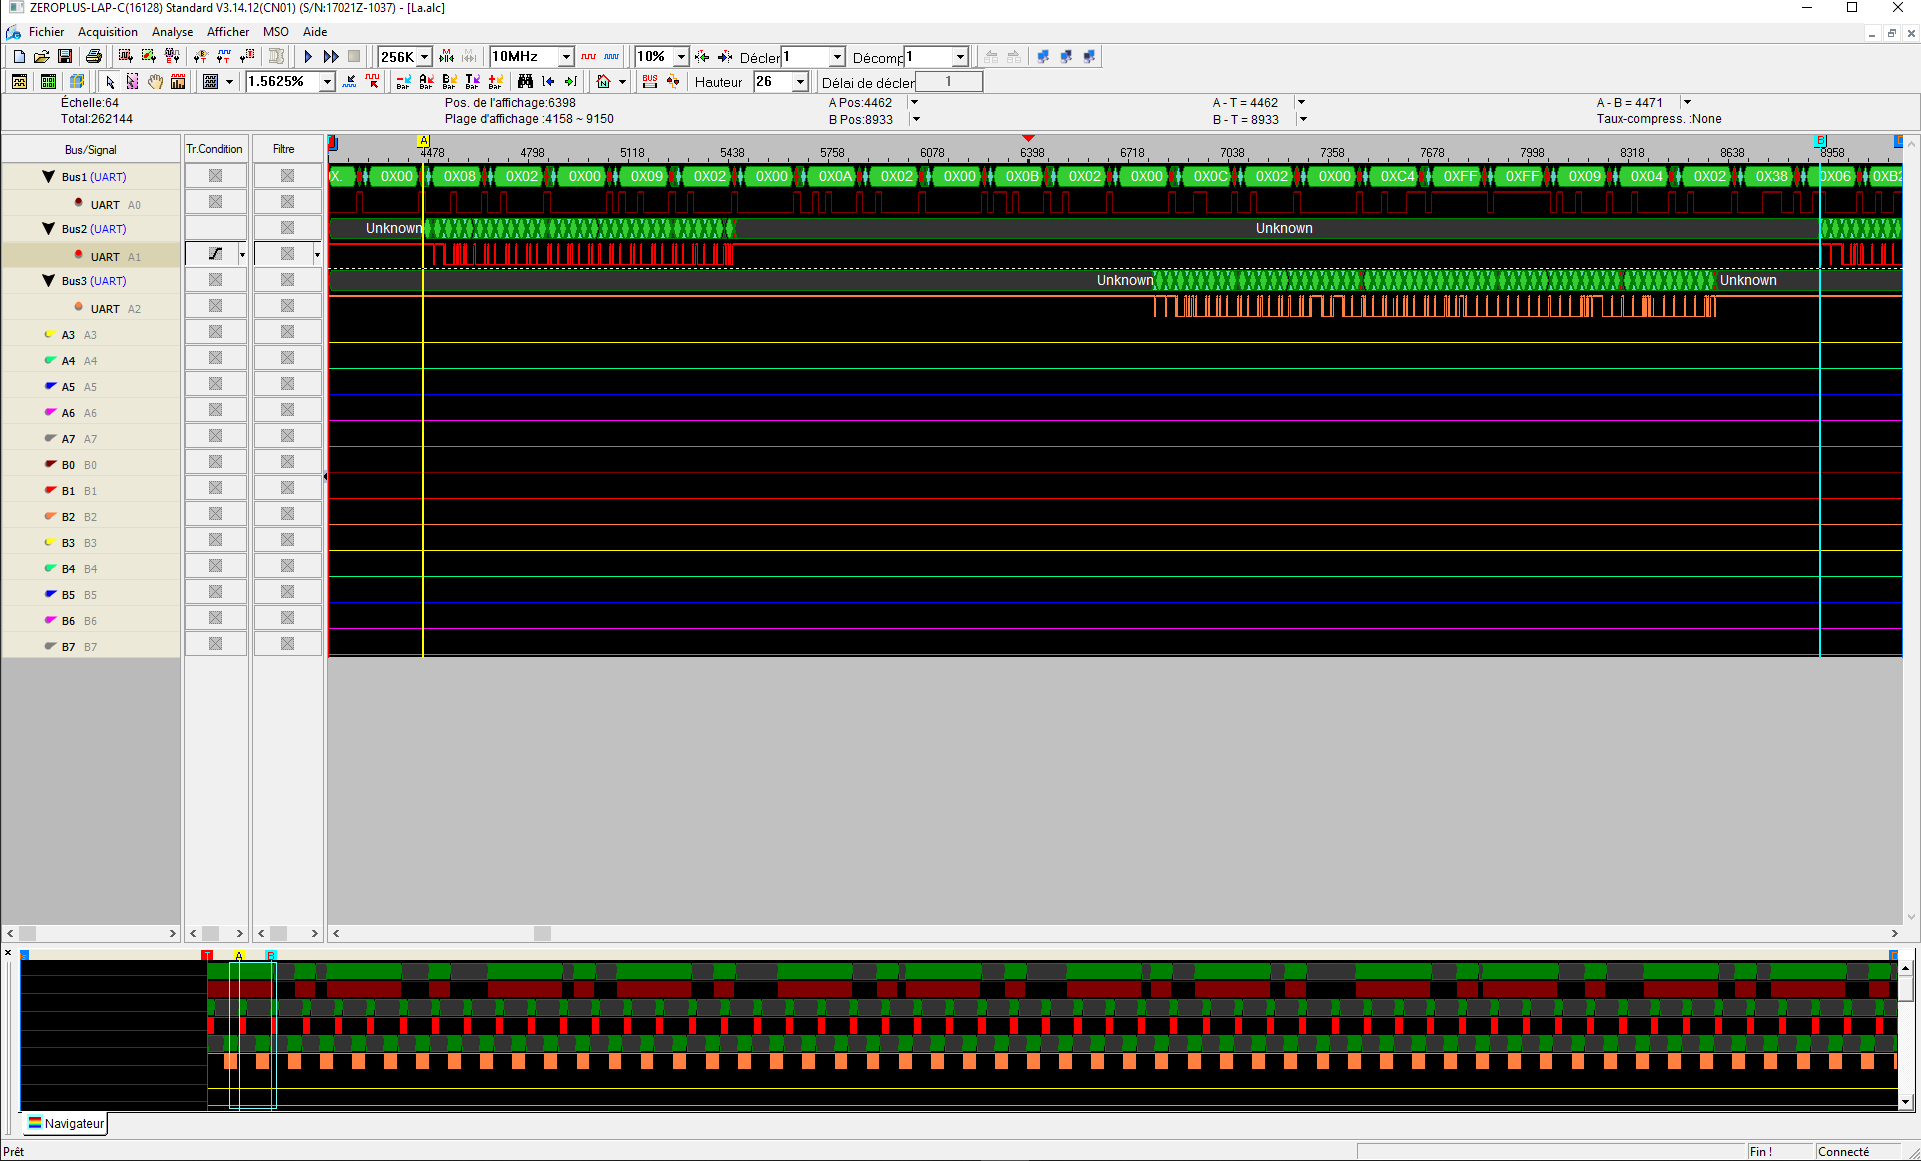 ZEROPLUS-LAP-C(16128) Standard V3.14.12(CN01) (S/N:17021Z-1037) - [La.alc]
Fichier Acquisition Analyse Afficher MSO Aide
256K 10MHz 10% Décler 1 Décomp 1
1.5625% Bar Bar Bar Bar Bar BUS Hauteur 26 Délai de décler 1
Échelle:64 Pos. de l'affichage:6398 A Pos:4462 A - T = 4462 A - B = 4471
Total:262144 Plage d'affichage :4158 ~ 9150 B Pos:8933 B - T = 8933 Taux-compress. :None
Bus/Signal Tr.Condition Filtre A B
4478 4798 5118 5438 5758 6078 6398 6718 7038 7358 7678 7998 8318 8638 8958
Bus1 (UART) 0X. 0X00 0X08 0X02 0X00 0X09 0X02 0X00 0X0A 0X02 0X00 0X0B 0X02 0X00 0X0C 0X02 0X00 0XC4 0XFF 0XFF 0X09 0X04 0X02 0X38 0X06 0XB2
UART A0
Bus2 (UART) Unknown Unknown
UART A1
Bus3 (UART) Unknown Unknown
UART A2
A3 A3
A4 A4
A5 A5
A6 A6
A7 A7
B0 B0
B1 B1
B2 B2
B3 B3
B4 B4
B5 B5
B6 B6
B7 B7
T A B
Navigateur
Prêt Fin ! Connecté